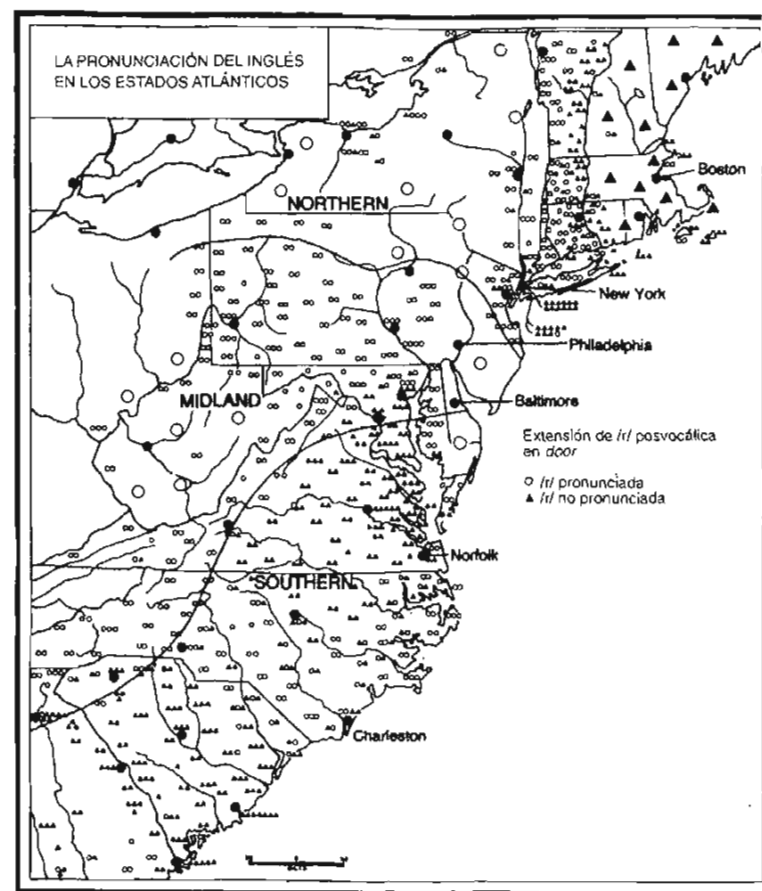 LA PRONUNCIACIÓN DEL INGLÉS
EN LOS ESTADOS ATLÁNTICOS
Boston
NORTHERN
New York
Philadelphia
MIDLAND
Baltimore
Extensión de /r/ posvocálica
en door
/r/ pronunciada
/r/ no pronunciada
Norfolk
SOUTHERN
Charleston